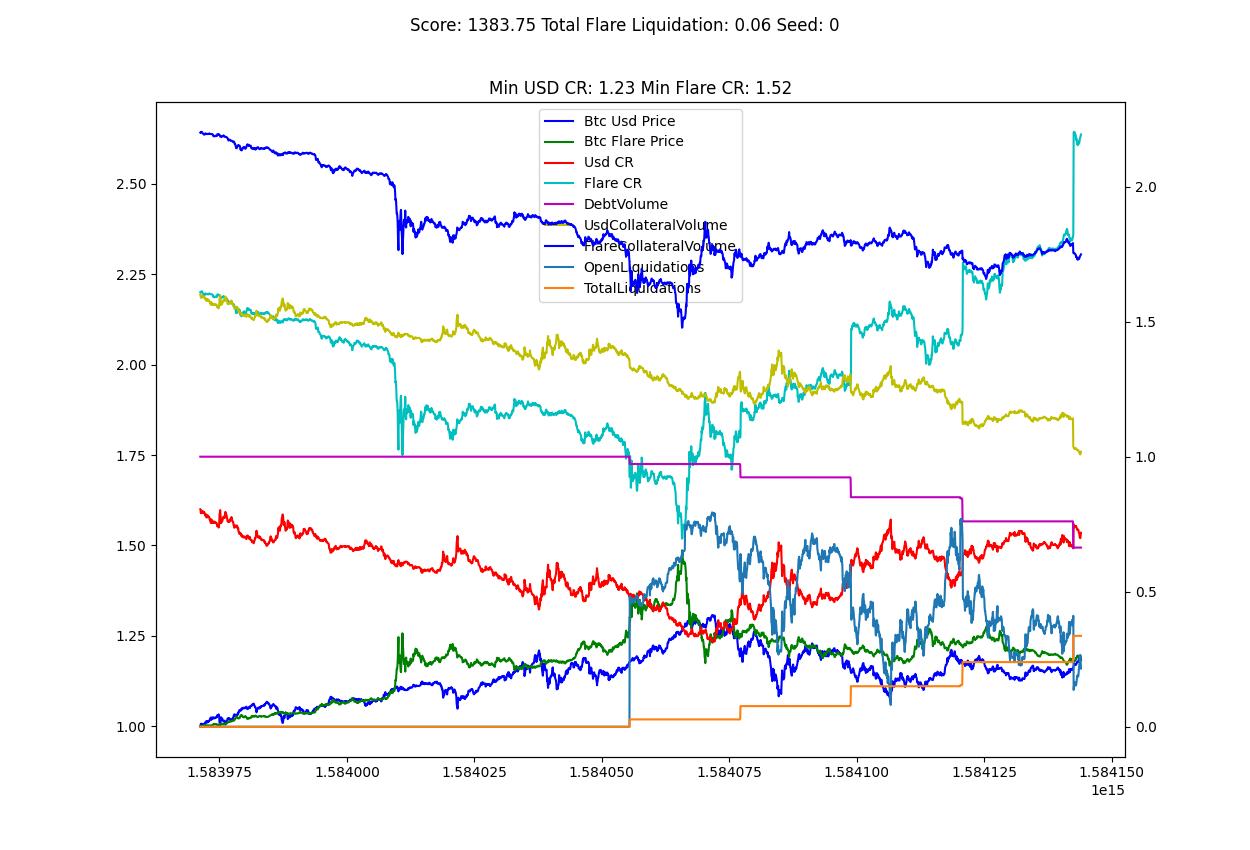 Score: 1383.75 Total Flare Liquidation: 0.06 Seed: 0
Min USD CR: 1.23 Min Flare CR: 1.52
Btc Usd Price
Btc Flare Price
Usd CR
Flare CR
DebtVolume
UsdCollateralVolume
FlareCollateralVolume
OpenLiquidations
TotalLiquidations
2.50
2.25
2.00
1.75
1.50
1.25
1.00
2.0
1.5
1.0
0.5
0.0
1.583975 1.584000 1.584025 1.584050 1.584075 1.584100 1.584125 1.584150
1e15